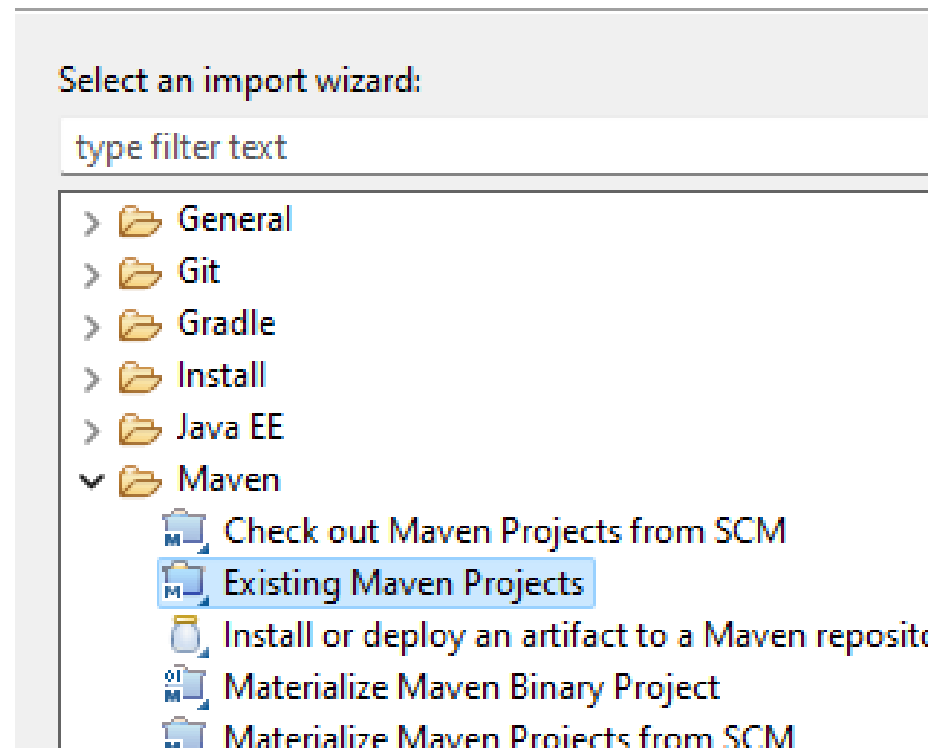 Select an import wizard:
type filter text
General
Git
Gradle
Install
Java EE
Maven
Check out Maven Projects from SCM
Existing Maven Projects
Install or deploy an artifact to a Maven
Materialize Maven Binary Project
Materialize Maven Projects from SCM